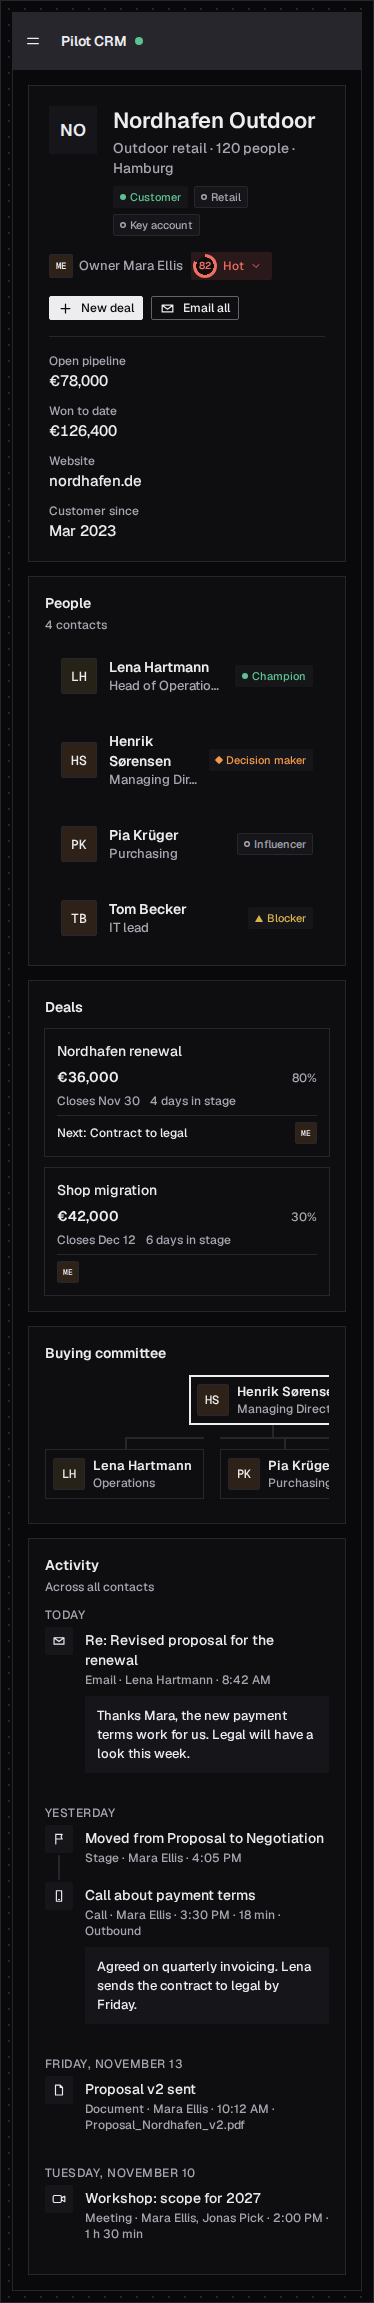 Pilot CRM
NO
Nordhafen Outdoor
Outdoor retail · 120 people ·
Hamburg
Customer
Retail
Key account
ME
Owner Mara Ellis
82
Hot
New deal
Email all
Open pipeline
€78,000
Won to date
€126,400
Website
nordhafen.de
Customer since
Mar 2023
People
4 contacts
LH
Lena Hartmann
Head of Operatio...
Champion
HS
Henrik
Sørensen
Managing Dir...
Decision maker
PK
Pia Krüger
Purchasing
Influencer
TB
Tom Becker
IT lead
Blocker
Deals
Nordhafen renewal
€36,000
80%
Closes Nov 30 4 days in stage
Next: Contract to legal
ME
Shop migration
€42,000
30%
Closes Dec 12 6 days in stage
ME
Buying committee
HS
Henrik Sørense
Managing Direct
LH
Lena Hartmann
Operations
PK
Pia Krüge
Purchasing
Activity
Across all contacts
TODAY
Re: Revised proposal for the
renewal
Email · Lena Hartmann · 8:42 AM
Thanks Mara, the new payment
terms work for us. Legal will have a
look this week.
YESTERDAY
Moved from Proposal to Negotiation
Stage · Mara Ellis · 4:05 PM
Call about payment terms
Call · Mara Ellis · 3:30 PM · 18 min ·
Outbound
Agreed on quarterly invoicing. Lena
sends the contract to legal by
Friday.
FRIDAY, NOVEMBER 13
Proposal v2 sent
Document · Mara Ellis · 10:12 AM ·
Proposal_Nordhafen_v2.pdf
TUESDAY, NOVEMBER 10
Workshop: scope for 2027
Meeting · Mara Ellis, Jonas Pick · 2:00 PM ·
1 h 30 min